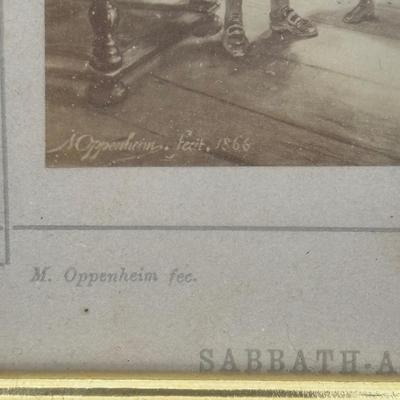 M Oppenheim. fecit. 1866
M. Oppenheim fec.
SABBATH-A